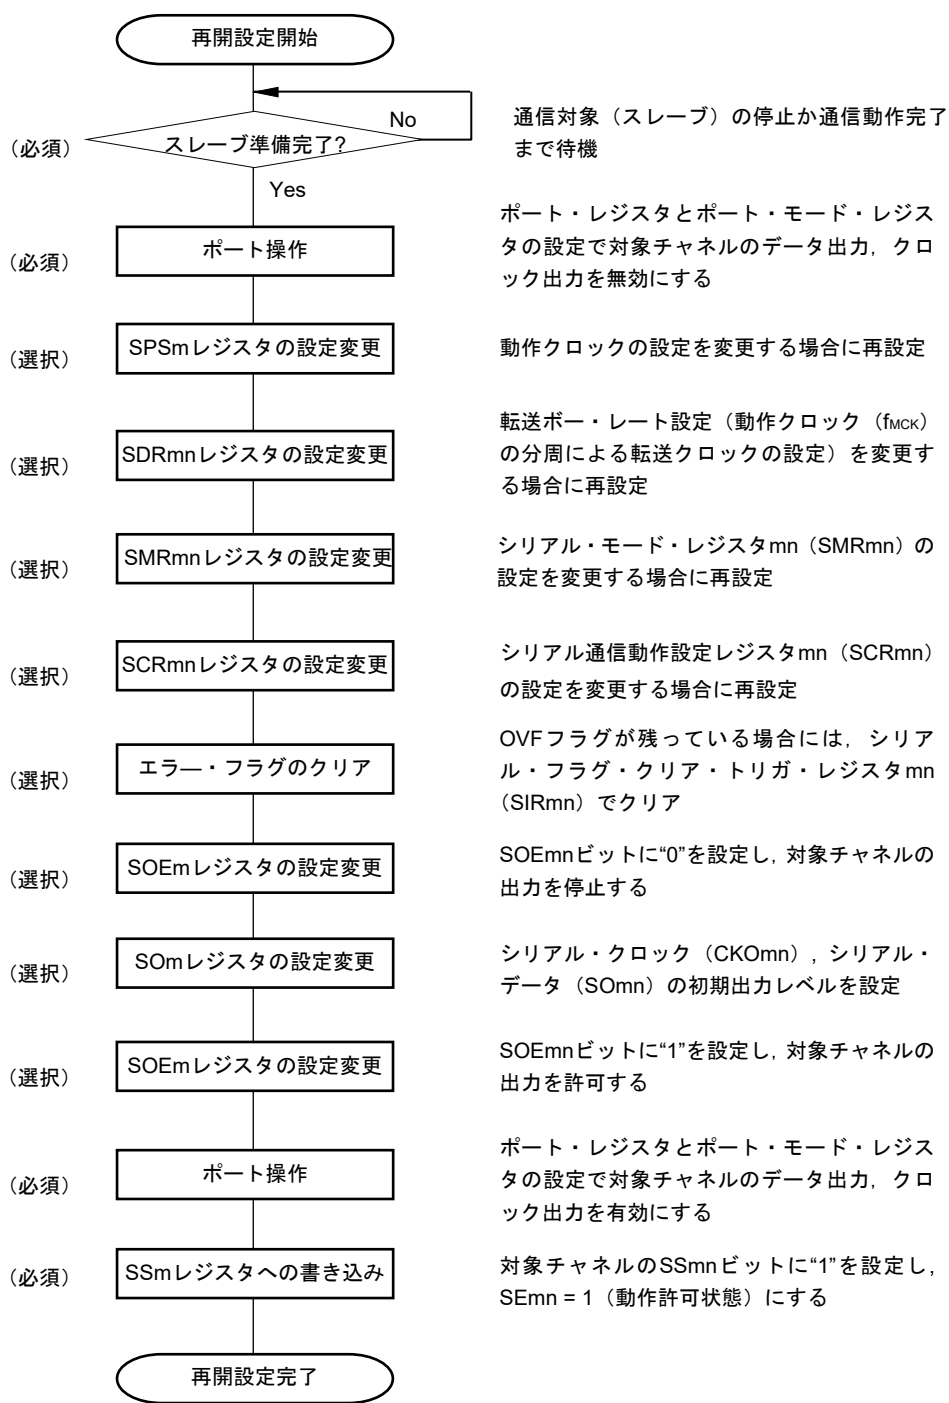 再開設定開始
No
通信対象（スレーブ）の停止か通信動作完了
まで待機
（必須）
スレーブ準備完了?
Yes
ポート・レジスタとポート・モード・レジス
タの設定で対象チャネルのデータ出力，クロ
ック出力を無効にする
（必須）
ポート操作
（選択）
SPSmレジスタの設定変更
動作クロックの設定を変更する場合に再設定
転送ボー・レート設定（動作クロック（fMCK）
の分周による転送クロックの設定）を変更す
る場合に再設定
（選択）
SDRmnレジスタの設定変更
シリアル・モード・レジスタmn（SMRmn）の
設定を変更する場合に再設定
（選択）
SMRmnレジスタの設定変更
シリアル通信動作設定レジスタmn（SCRmn）
の設定を変更する場合に再設定
（選択）
SCRmnレジスタの設定変更
OVFフラグが残っている場合には，シリア
ル・フラグ・クリア・トリガ・レジスタmn
（SIRmn）でクリア
（選択）
エラ―・フラグのクリア
SOEmnビットに“0”を設定し，対象チャネルの
出力を停止する
（選択）
SOEmレジスタの設定変更
シリアル・クロック（CKOmn），シリアル・
データ（SOmn）の初期出力レベルを設定
（選択）
SOmレジスタの設定変更
SOEmnビットに“1”を設定し，対象チャネルの
出力を許可する
（選択）
SOEmレジスタの設定変更
ポート・レジスタとポート・モード・レジス
タの設定で対象チャネルのデータ出力，クロ
ック出力を有効にする
（必須）
ポート操作
対象チャネルのSSmnビットに“1”を設定し，
SEmn = 1（動作許可状態）にする
（必須）
SSmレジスタへの書き込み
再開設定完了